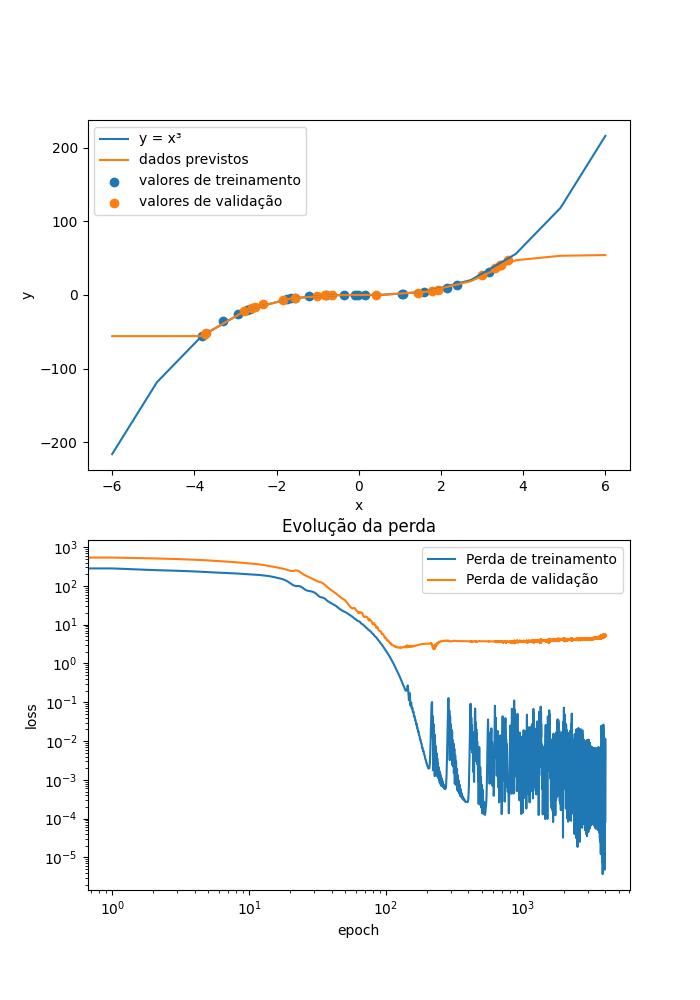 y = x³
dados previstos
valores de treinamento
valores de validação
200
100
0
−100
−200
y
−6
−4
−2
0
2
4
6
x
Evolução da perda
Perda de treinamento
Perda de validação
10³
10²
10¹
10⁰
10⁻¹
10⁻²
10⁻³
10⁻⁴
10⁻⁵
loss
10⁰
10¹
10²
10³
epoch